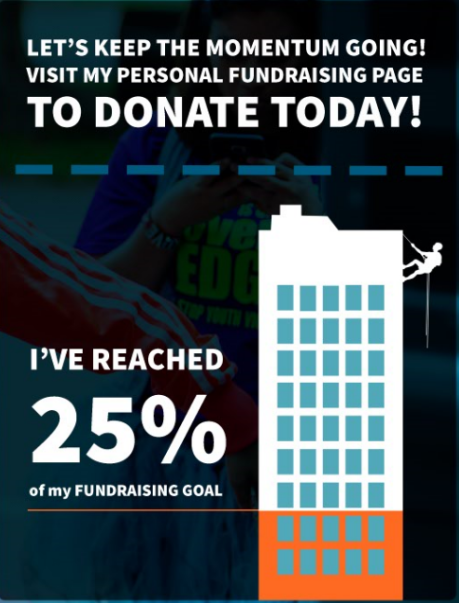 LET'S KEEP THE MOMENTUM GOING!
VISIT MY PERSONAL FUNDRAISING PAGE
TO DONATE TODAY!
EDG
I'VE REACHED
25%
of my FUNDRAISING GOAL